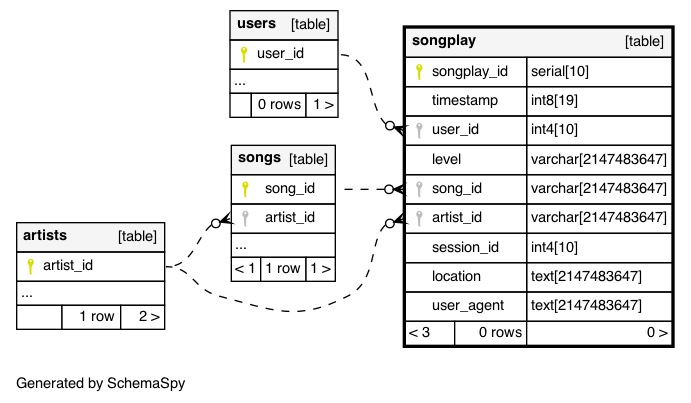 users [table]
user_id
...
0 rows 1 >
songs [table]
song_id
artist_id
...
< 1 1 row 1 >
artists [table]
artist_id
...
1 row 2 >
songplay [table]
songplay_id serial[10]
timestamp int8[19]
user_id int4[10]
level varchar[2147483647]
song_id varchar[2147483647]
artist_id varchar[2147483647]
session_id int4[10]
location text[2147483647]
user_agent text[2147483647]
< 3 0 rows 0 >
Generated by SchemaSpy